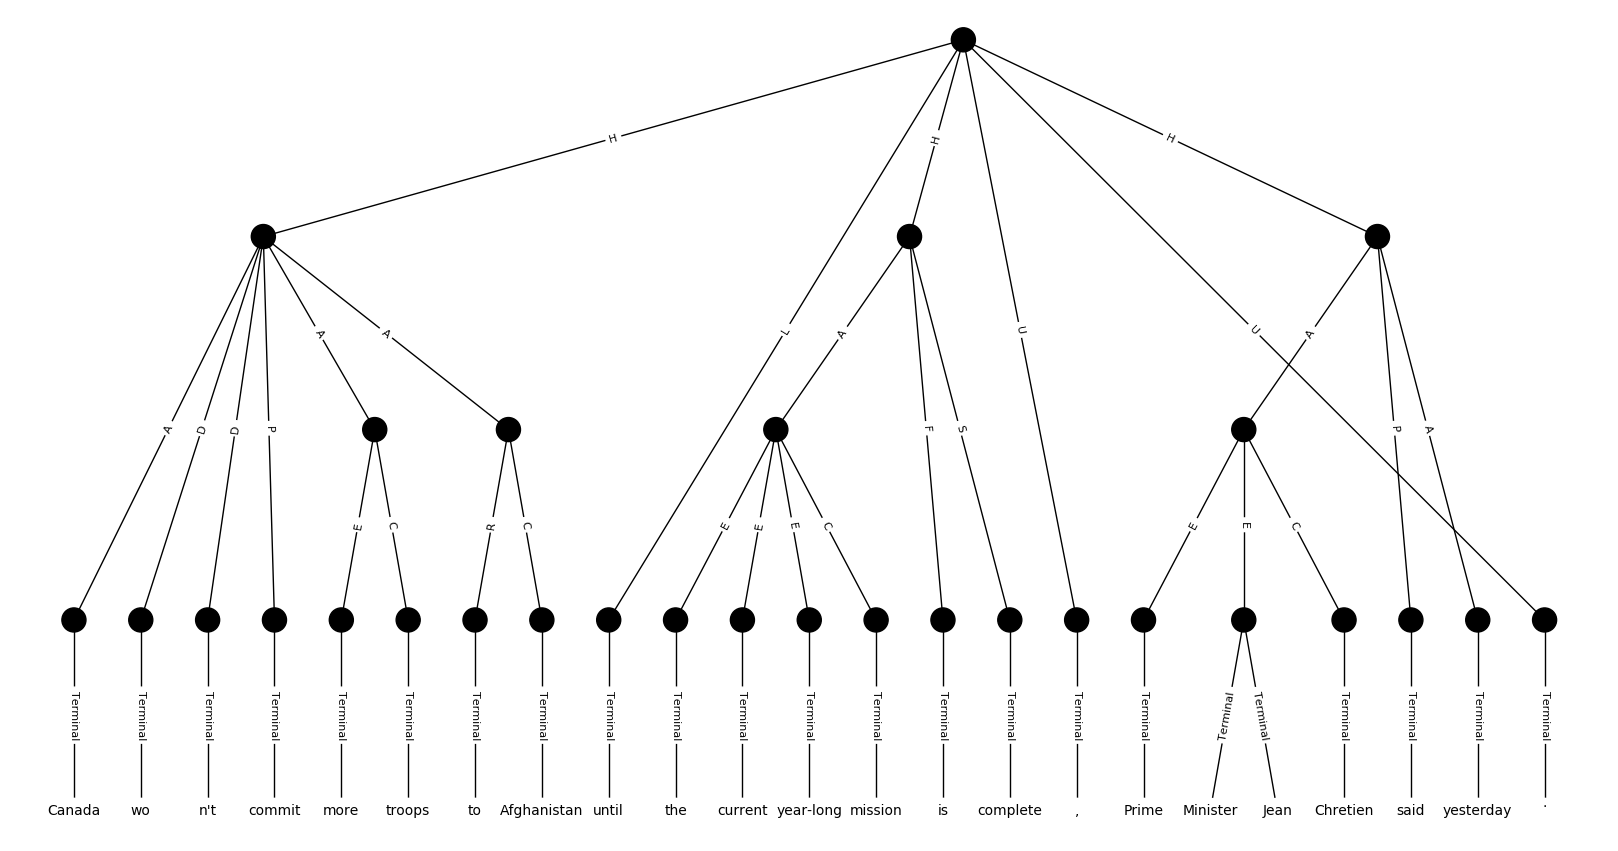 H H H
L U U
A A A A A
A D D P F S P A
E C R C E E E C E E C
Terminal Terminal Terminal Terminal Terminal Terminal Terminal Terminal Terminal Terminal Terminal Terminal Terminal Terminal Terminal Terminal Terminal Terminal Terminal Terminal Terminal Terminal Terminal
Canada wo n't commit more troops to Afghanistan until the current year-long mission is complete , Prime Minister Jean Chretien said yesterday .